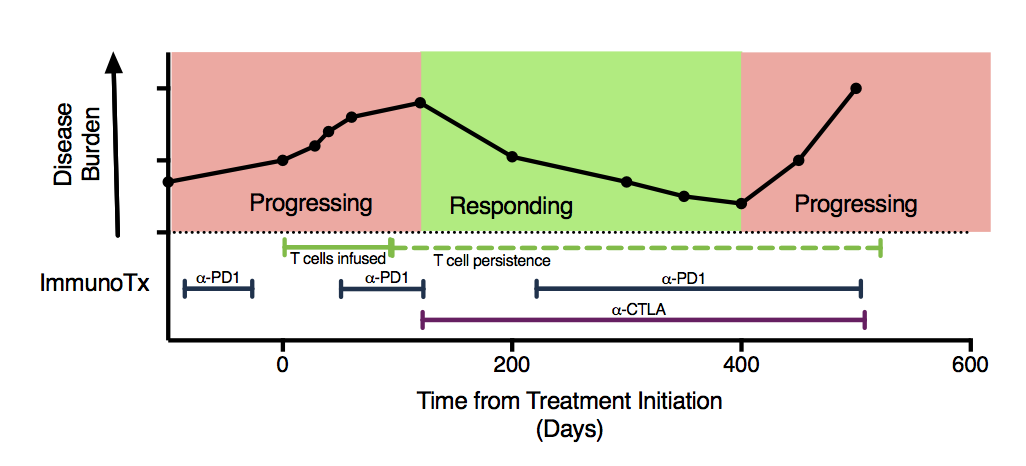 Disease
Burden
Progressing
Responding
Progressing
T cells infused
T cell persistence
ImmunoTx
α-PD1
α-PD1
α-PD1
α-CTLA
0
200
400
600
Time from Treatment Initiation
(Days)